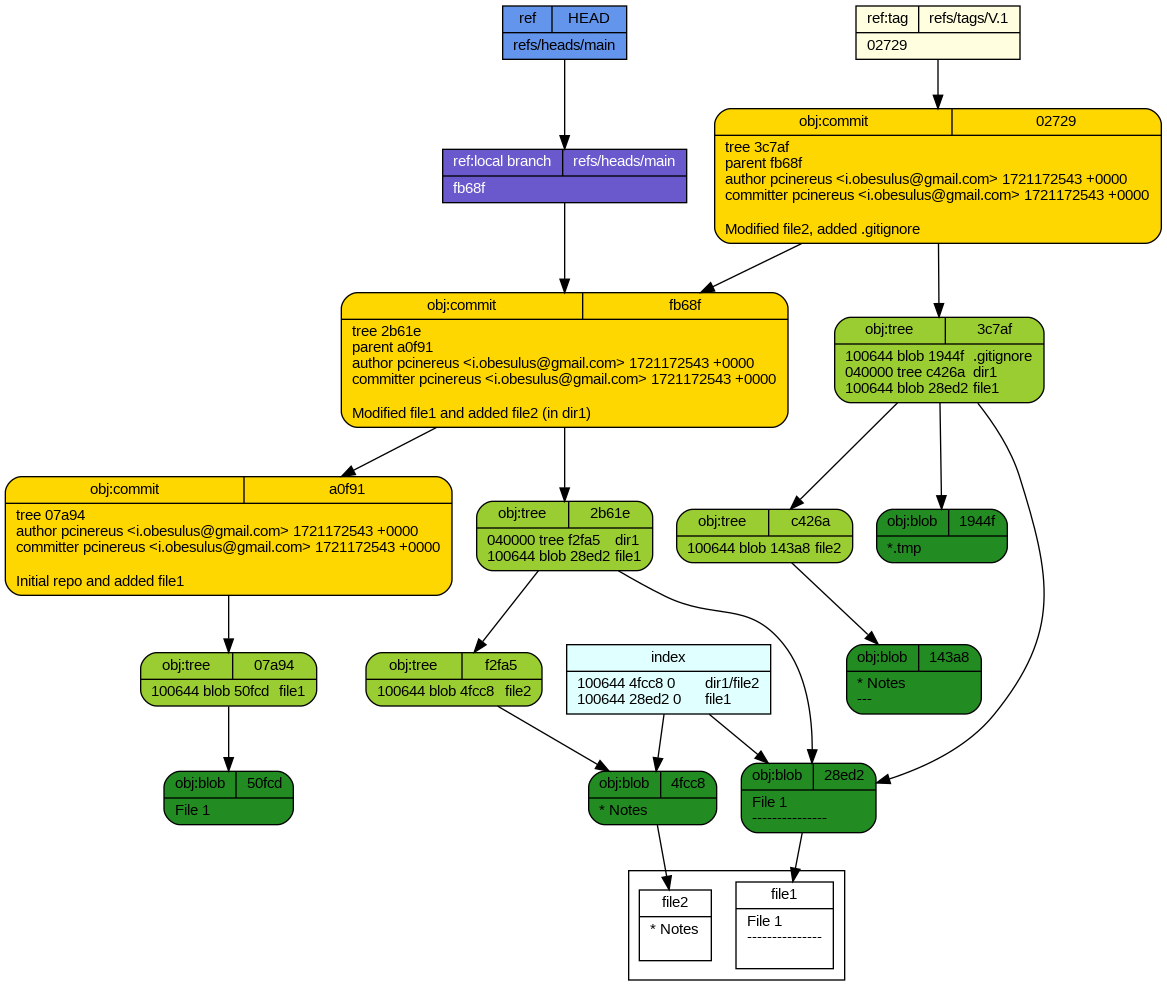 ref HEAD
refs/heads/main
ref:tag refs/tags/V.1
02729
obj:commit 02729
tree 3c7af
parent fb68f
author pcinereus <i.obesulus@gmail.com> 1721172543 +0000
committer pcinereus <i.obesulus@gmail.com> 1721172543 +0000
Modified file2, added .gitignore
ref:local branch refs/heads/main
fb68f
obj:commit fb68f
tree 2b61e
parent a0f91
author pcinereus <i.obesulus@gmail.com> 1721172543 +0000
committer pcinereus <i.obesulus@gmail.com> 1721172543 +0000
Modified file1 and added file2 (in dir1)
obj:tree 3c7af
100644 blob 1944f .gitignore
040000 tree c426a dir1
100644 blob 28ed2 file1
obj:commit a0f91
tree 07a94
author pcinereus <i.obesulus@gmail.com> 1721172543 +0000
committer pcinereus <i.obesulus@gmail.com> 1721172543 +0000
Initial repo and added file1
obj:tree 2b61e
040000 tree f2fa5 dir1
100644 blob 28ed2 file1
obj:tree c426a
100644 blob 143a8 file2
obj:blob 1944f
*.tmp
obj:tree 07a94
100644 blob 50fcd file1
obj:tree f2fa5
100644 blob 4fcc8 file2
index
100644 4fcc8 0 dir1/file2
100644 28ed2 0 file1
obj:blob 143a8
* Notes
---
obj:blob 50fcd
File 1
obj:blob 4fcc8
* Notes
obj:blob 28ed2
File 1
---------------
file2
* Notes
file1
File 1
---------------